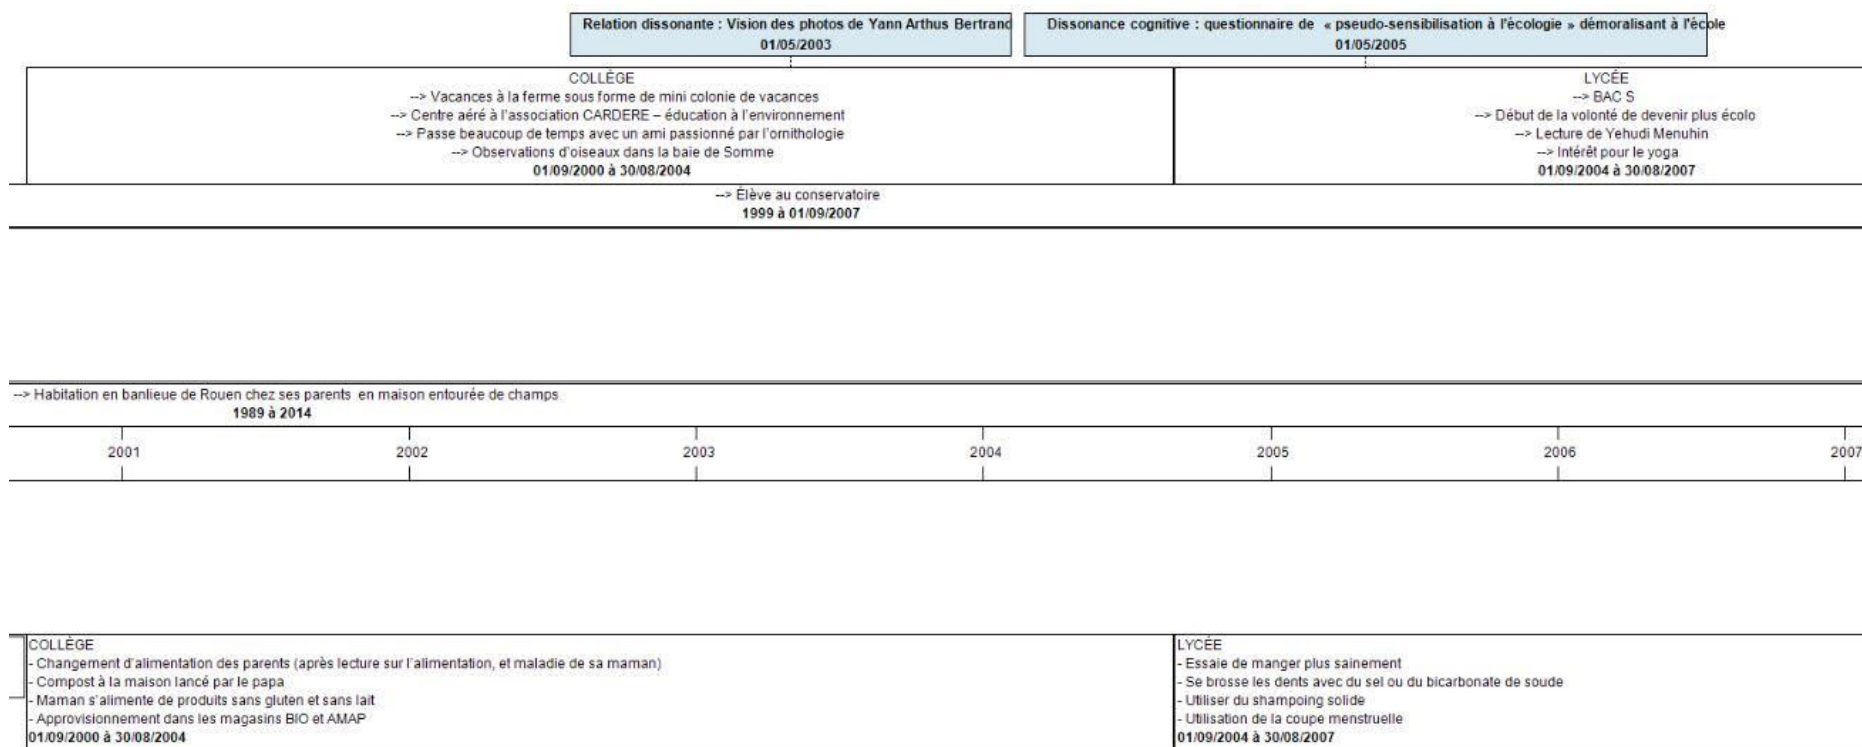 Relation dissonante : Vision des photos de Yann Arthus Bertrand
01/05/2003
Dissonance cognitive : questionnaire de « pseudo-sensibilisation à l'écologie » démoralisant à l'école
01/05/2005
COLLÈGE
--> Vacances à la ferme sous forme de mini colonie de vacances
--> Centre aéré à l'association CARDERE – éducation à l'environnement
--> Passe beaucoup de temps avec un ami passionné par l'ornithologie
--> Observations d'oiseaux dans la baie de Somme
01/09/2000 à 30/08/2004
LYCÉE
--> BAC S
--> Début de la volonté de devenir plus écolo
--> Lecture de Yehudi Menuhin
--> Intérêt pour le yoga
01/09/2004 à 30/08/2007
--> Élève au conservatoire
1999 à 01/09/2007
--> Habitation en banlieue de Rouen chez ses parents en maison entourée de champs
1989 à 2014
2001 2002 2003 2004 2005 2006 2007
COLLÈGE
- Changement d'alimentation des parents (après lecture sur l'alimentation, et maladie de sa maman)
- Compost à la maison lancé par le papa
- Maman s'alimente de produits sans gluten et sans lait
- Approvisionnement dans les magasins BIO et AMAP
01/09/2000 à 30/08/2004
LYCÉE
- Essaie de manger plus sainement
- Se brosse les dents avec du sel ou du bicarbonate de soude
- Utiliser du shampoing solide
- Utilisation de la coupe menstruelle
01/09/2004 à 30/08/2007